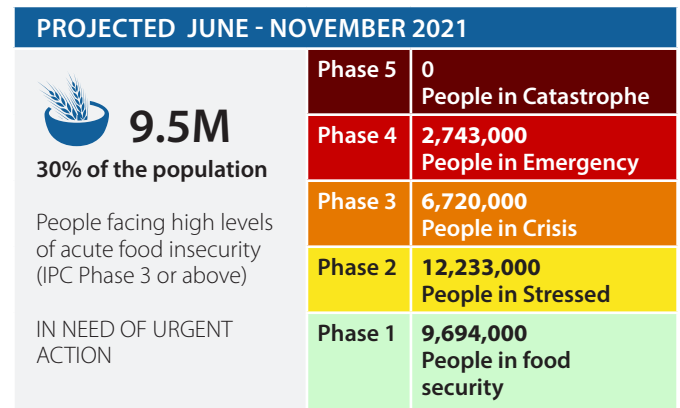 PROJECTED JUNE - NOVEMBER 2021
9.5M
30% of the population
People facing high levels
of acute food insecurity
(IPC Phase 3 or above)
IN NEED OF URGENT
ACTION
Phase 5
0
People in Catastrophe
Phase 4
2,743,000
People in Emergency
Phase 3
6,720,000
People in Crisis
Phase 2
12,233,000
People in Stressed
Phase 1
9,694,000
People in food
security